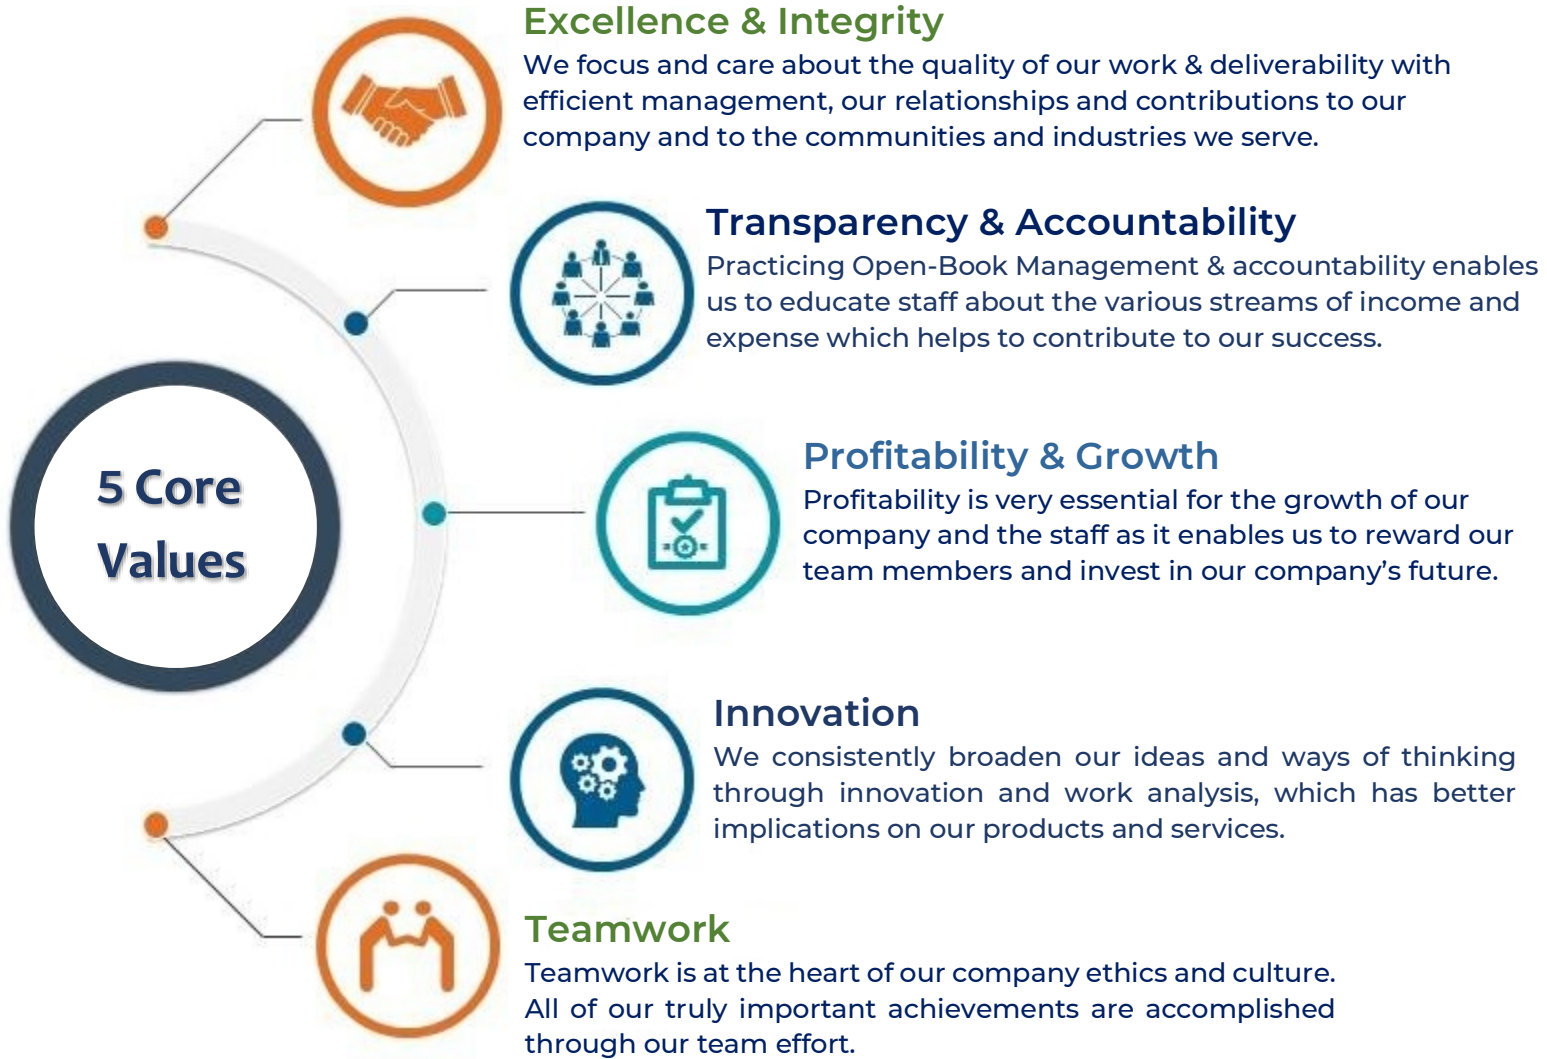 Excellence & Integrity
We focus and care about the quality of our work & deliverability with
efficient management, our relationships and contributions to our
company and to the communities and industries we serve.
Transparency & Accountability
Practicing Open-Book Management & accountability enables
us to educate staff about the various streams of income and
expense which helps to contribute to our success.
5 Core
Values
Profitability & Growth
Profitability is very essential for the growth of our
company and the staff as it enables us to reward our
team members and invest in our company’s future.
Innovation
We consistently broaden our ideas and ways of thinking
through innovation and work analysis, which has better
implications on our products and services.
Teamwork
Teamwork is at the heart of our company ethics and culture.
All of our truly important achievements are accomplished
through our team effort.